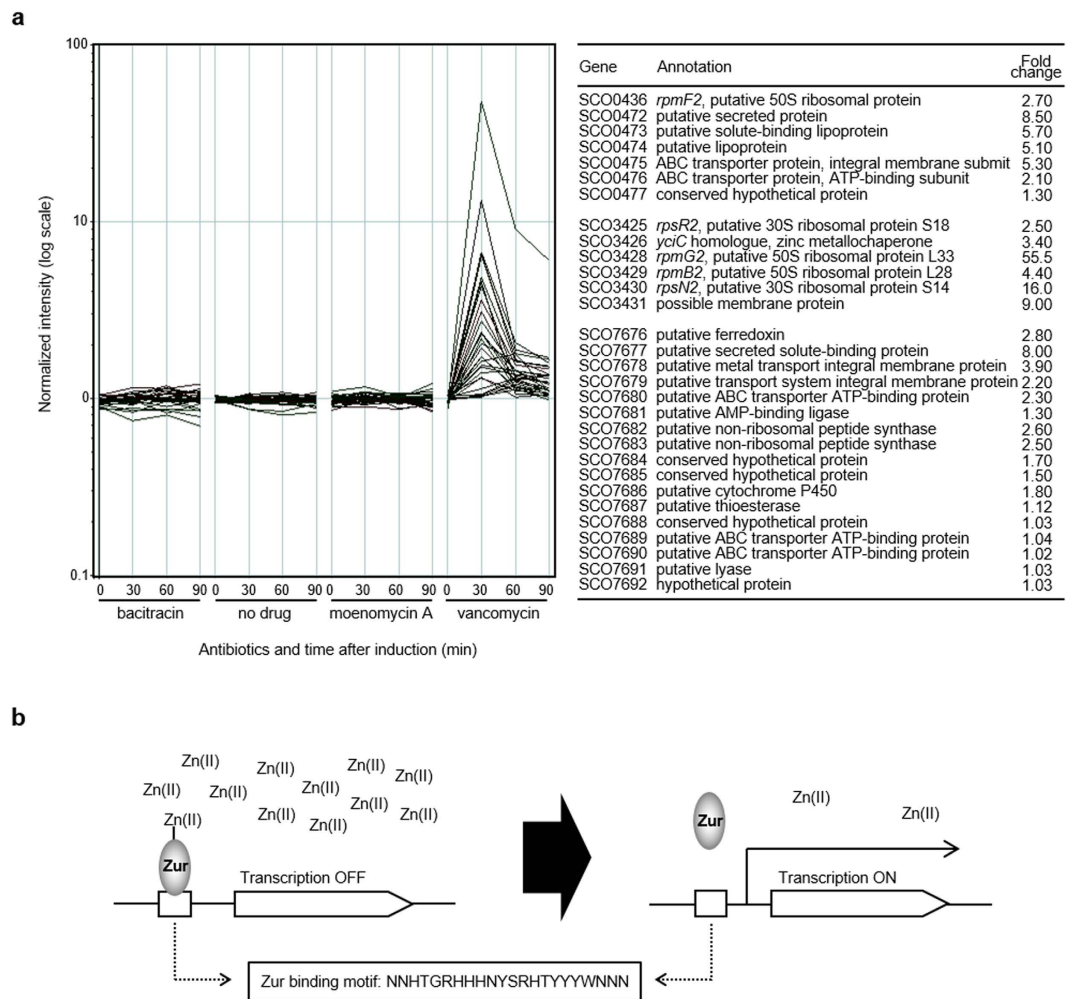 a
100
10
0
0.1
Normalized intensity (log scale)
0 30 60 90 0 30 60 90 0 30 60 90 0 30 60 90
bacitracin no drug moenomycin A vancomycin
Antibiotics and time after induction (min)
Gene Annotation Fold change
SCO0436 rpmF2, putative 50S ribosomal protein 2.70
SCO0472 putative secreted protein 8.50
SCO0473 putative solute-binding lipoprotein 5.70
SCO0474 putative lipoprotein 5.10
SCO0475 ABC transporter protein, integral membrane submit 5.30
SCO0476 ABC transporter protein, ATP-binding subunit 2.10
SCO0477 conserved hypothetical protein 1.30
SCO3425 rpsR2, putative 30S ribosomal protein S18 2.50
SCO3426 yciC homologue, zinc metallochaperone 3.40
SCO3428 rpmG2, putative 50S ribosomal protein L33 55.5
SCO3429 rpmB2, putative 50S ribosomal protein L28 4.40
SCO3430 rpsN2, putative 30S ribosomal protein S14 16.0
SCO3431 possible membrane protein 9.00
SCO7676 putative ferredoxin 2.80
SCO7677 putative secreted solute-binding protein 8.00
SCO7678 putative metal transport integral membrane protein 3.90
SCO7679 putative transport system integral membrane protein 2.20
SCO7680 putative ABC transporter ATP-binding protein 2.30
SCO7681 putative AMP-binding ligase 1.30
SCO7682 putative non-ribosomal peptide synthase 2.60
SCO7683 putative non-ribosomal peptide synthase 2.50
SCO7684 conserved hypothetical protein 1.70
SCO7685 conserved hypothetical protein 1.50
SCO7686 putative cytochrome P450 1.80
SCO7687 putative thioesterase 1.12
SCO7688 conserved hypothetical protein 1.03
SCO7689 putative ABC transporter ATP-binding protein 1.04
SCO7690 putative ABC transporter ATP-binding protein 1.02
SCO7691 putative lyase 1.03
SCO7692 hypothetical protein 1.03
b
Zn(II) Zn(II) Zn(II) Zn(II)
Zn(II) Zn(II) Zn(II)
Zn(II) Zn(II) Zn(II) Zn(II) Zn(II)
Zur
Transcription OFF
Zn(II)
Zn(II)
Zur
Transcription ON
Zur binding motif: NNHTGRHHHNYSRHTYYYWNNN